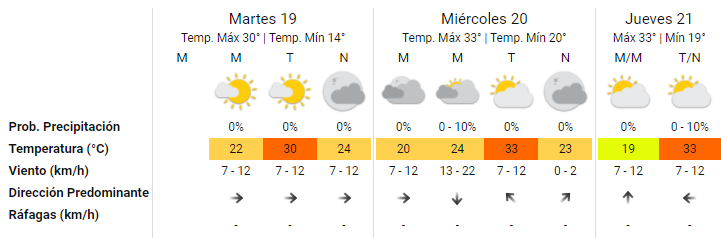 Martes 19 Miércoles 20 Jueves 21
Temp. Máx 30° | Temp. Mín 14° Temp. Máx 33° | Temp. Mín 20° Máx 33° | Mín 19°
M M T N M M T N M/M T/N
Prob. Precipitación 0% 0% 0% 0% 0 - 10% 0% 0% 0% 0 - 10%
Temperatura (°C) 22 30 24 20 24 33 23 19 33
Viento (km/h) 7 - 12 7 - 12 7 - 12 7 - 12 13 - 22 7 - 12 0 - 2 7 - 12 7 - 12
Dirección Predominante
Ráfagas (km/h) - - - - - - - - -